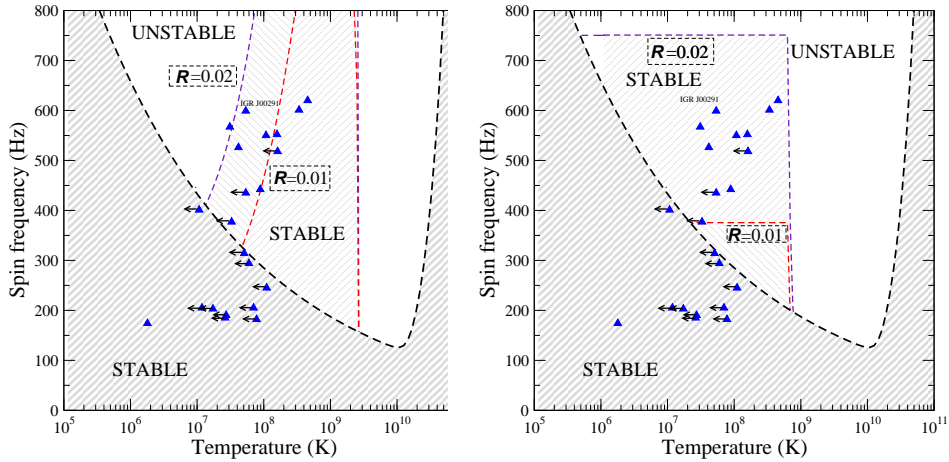 800
700
600
500
400
300
200
100
0
Spin frequency (Hz)
UNSTABLE
R=0.02
IGR J00291
R=0.01
STABLE
STABLE
10^5 10^6 10^7 10^8 10^9 10^10
Temperature (K)
800
700
600
500
400
300
200
100
0
Spin frequency (Hz)
R=0.02
UNSTABLE
STABLE
IGR J00291
R=0.01
STABLE
10^5 10^6 10^7 10^8 10^9 10^10 10^11
Temperature (K)